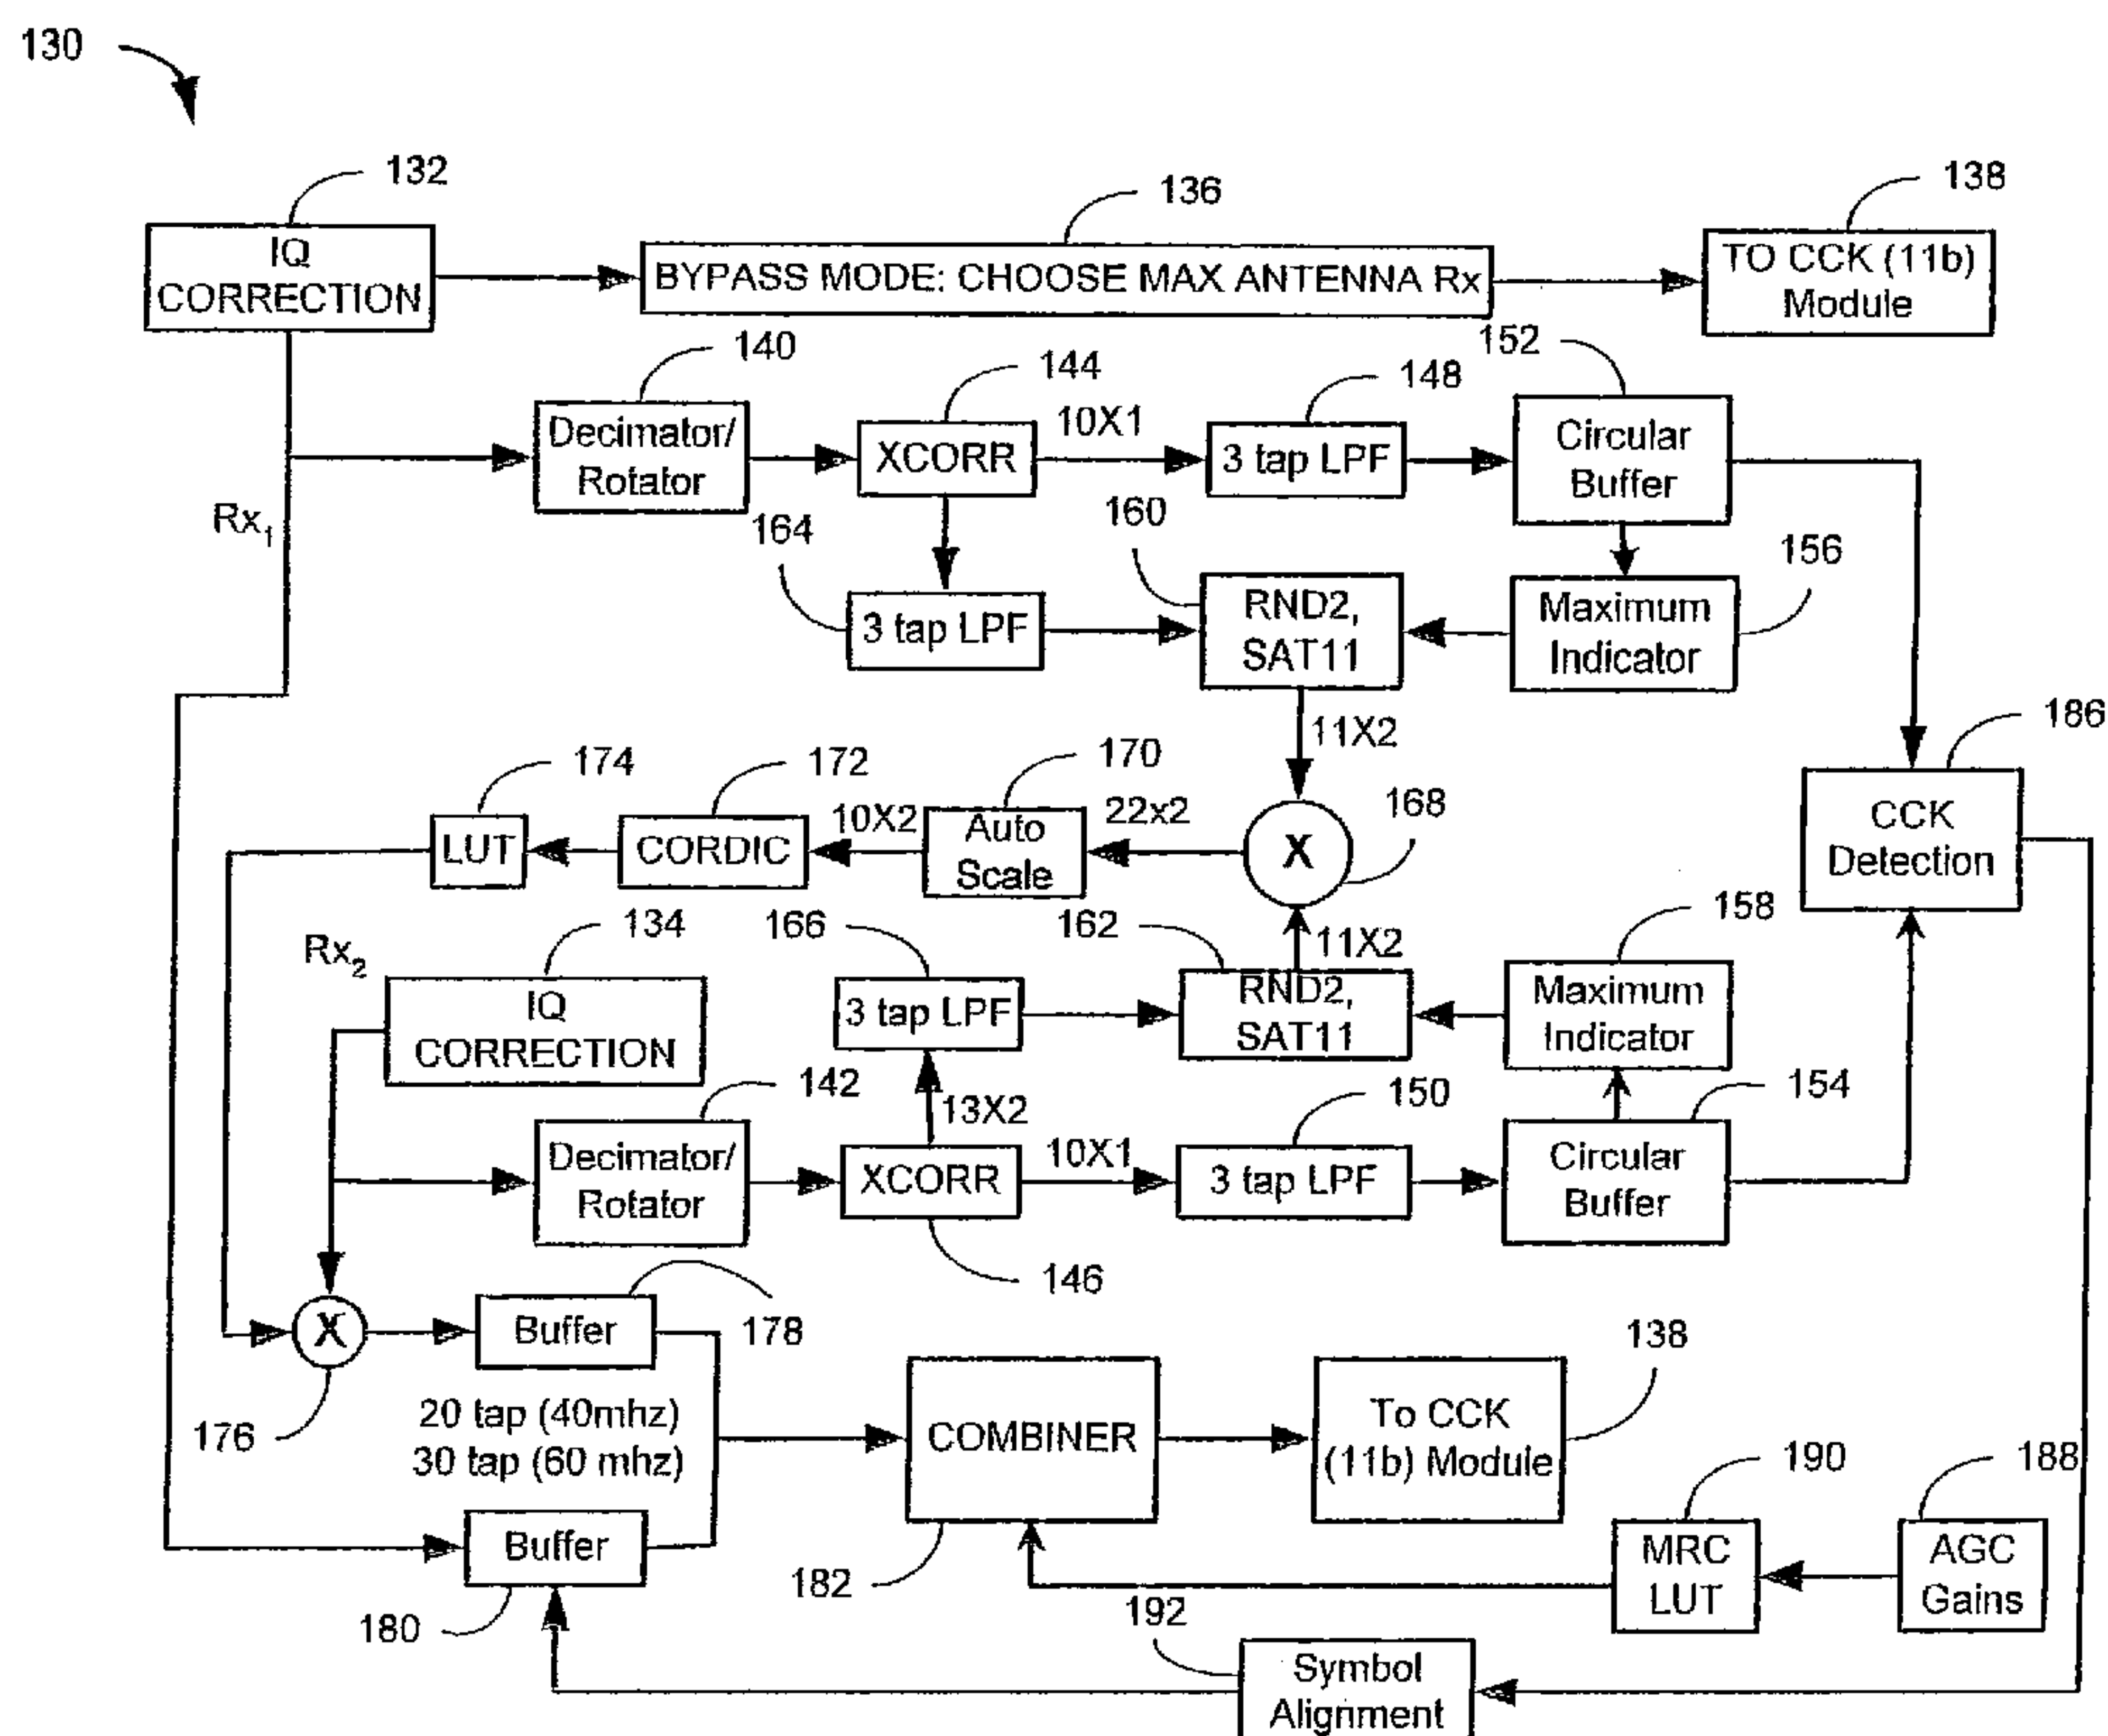 130
132
136
138
IQ
CORRECTION
BYPASS MODE: CHOOSE MAX ANTENNA Rx
TO CCK (11b)
Module
140
144
148
152
Decimator/
Rotator
XCORR
10X1
3 tap LPF
Circular
Buffer
Rx1
164
160
156
3 tap LPF
RND2,
SAT11
Maximum
Indicator
11X2
186
174
172
170
168
LUT
CORDIC
10X2
Auto
Scale
22x2
X
CCK
Detection
134
166
162
11X2
158
Rx2
IQ
CORRECTION
3 tap LPF
RND2,
SAT11
Maximum
Indicator
142
13X2
150
154
Decimator/
Rotator
XCORR
10X1
3 tap LPF
Circular
Buffer
146
X
Buffer
178
138
176
20 tap (40mhz)
30 tap (60 mhz)
COMBINER
To CCK
(11b) Module
190
188
Buffer
180
182
MRC
LUT
AGC
Gains
192
Symbol
Alignment